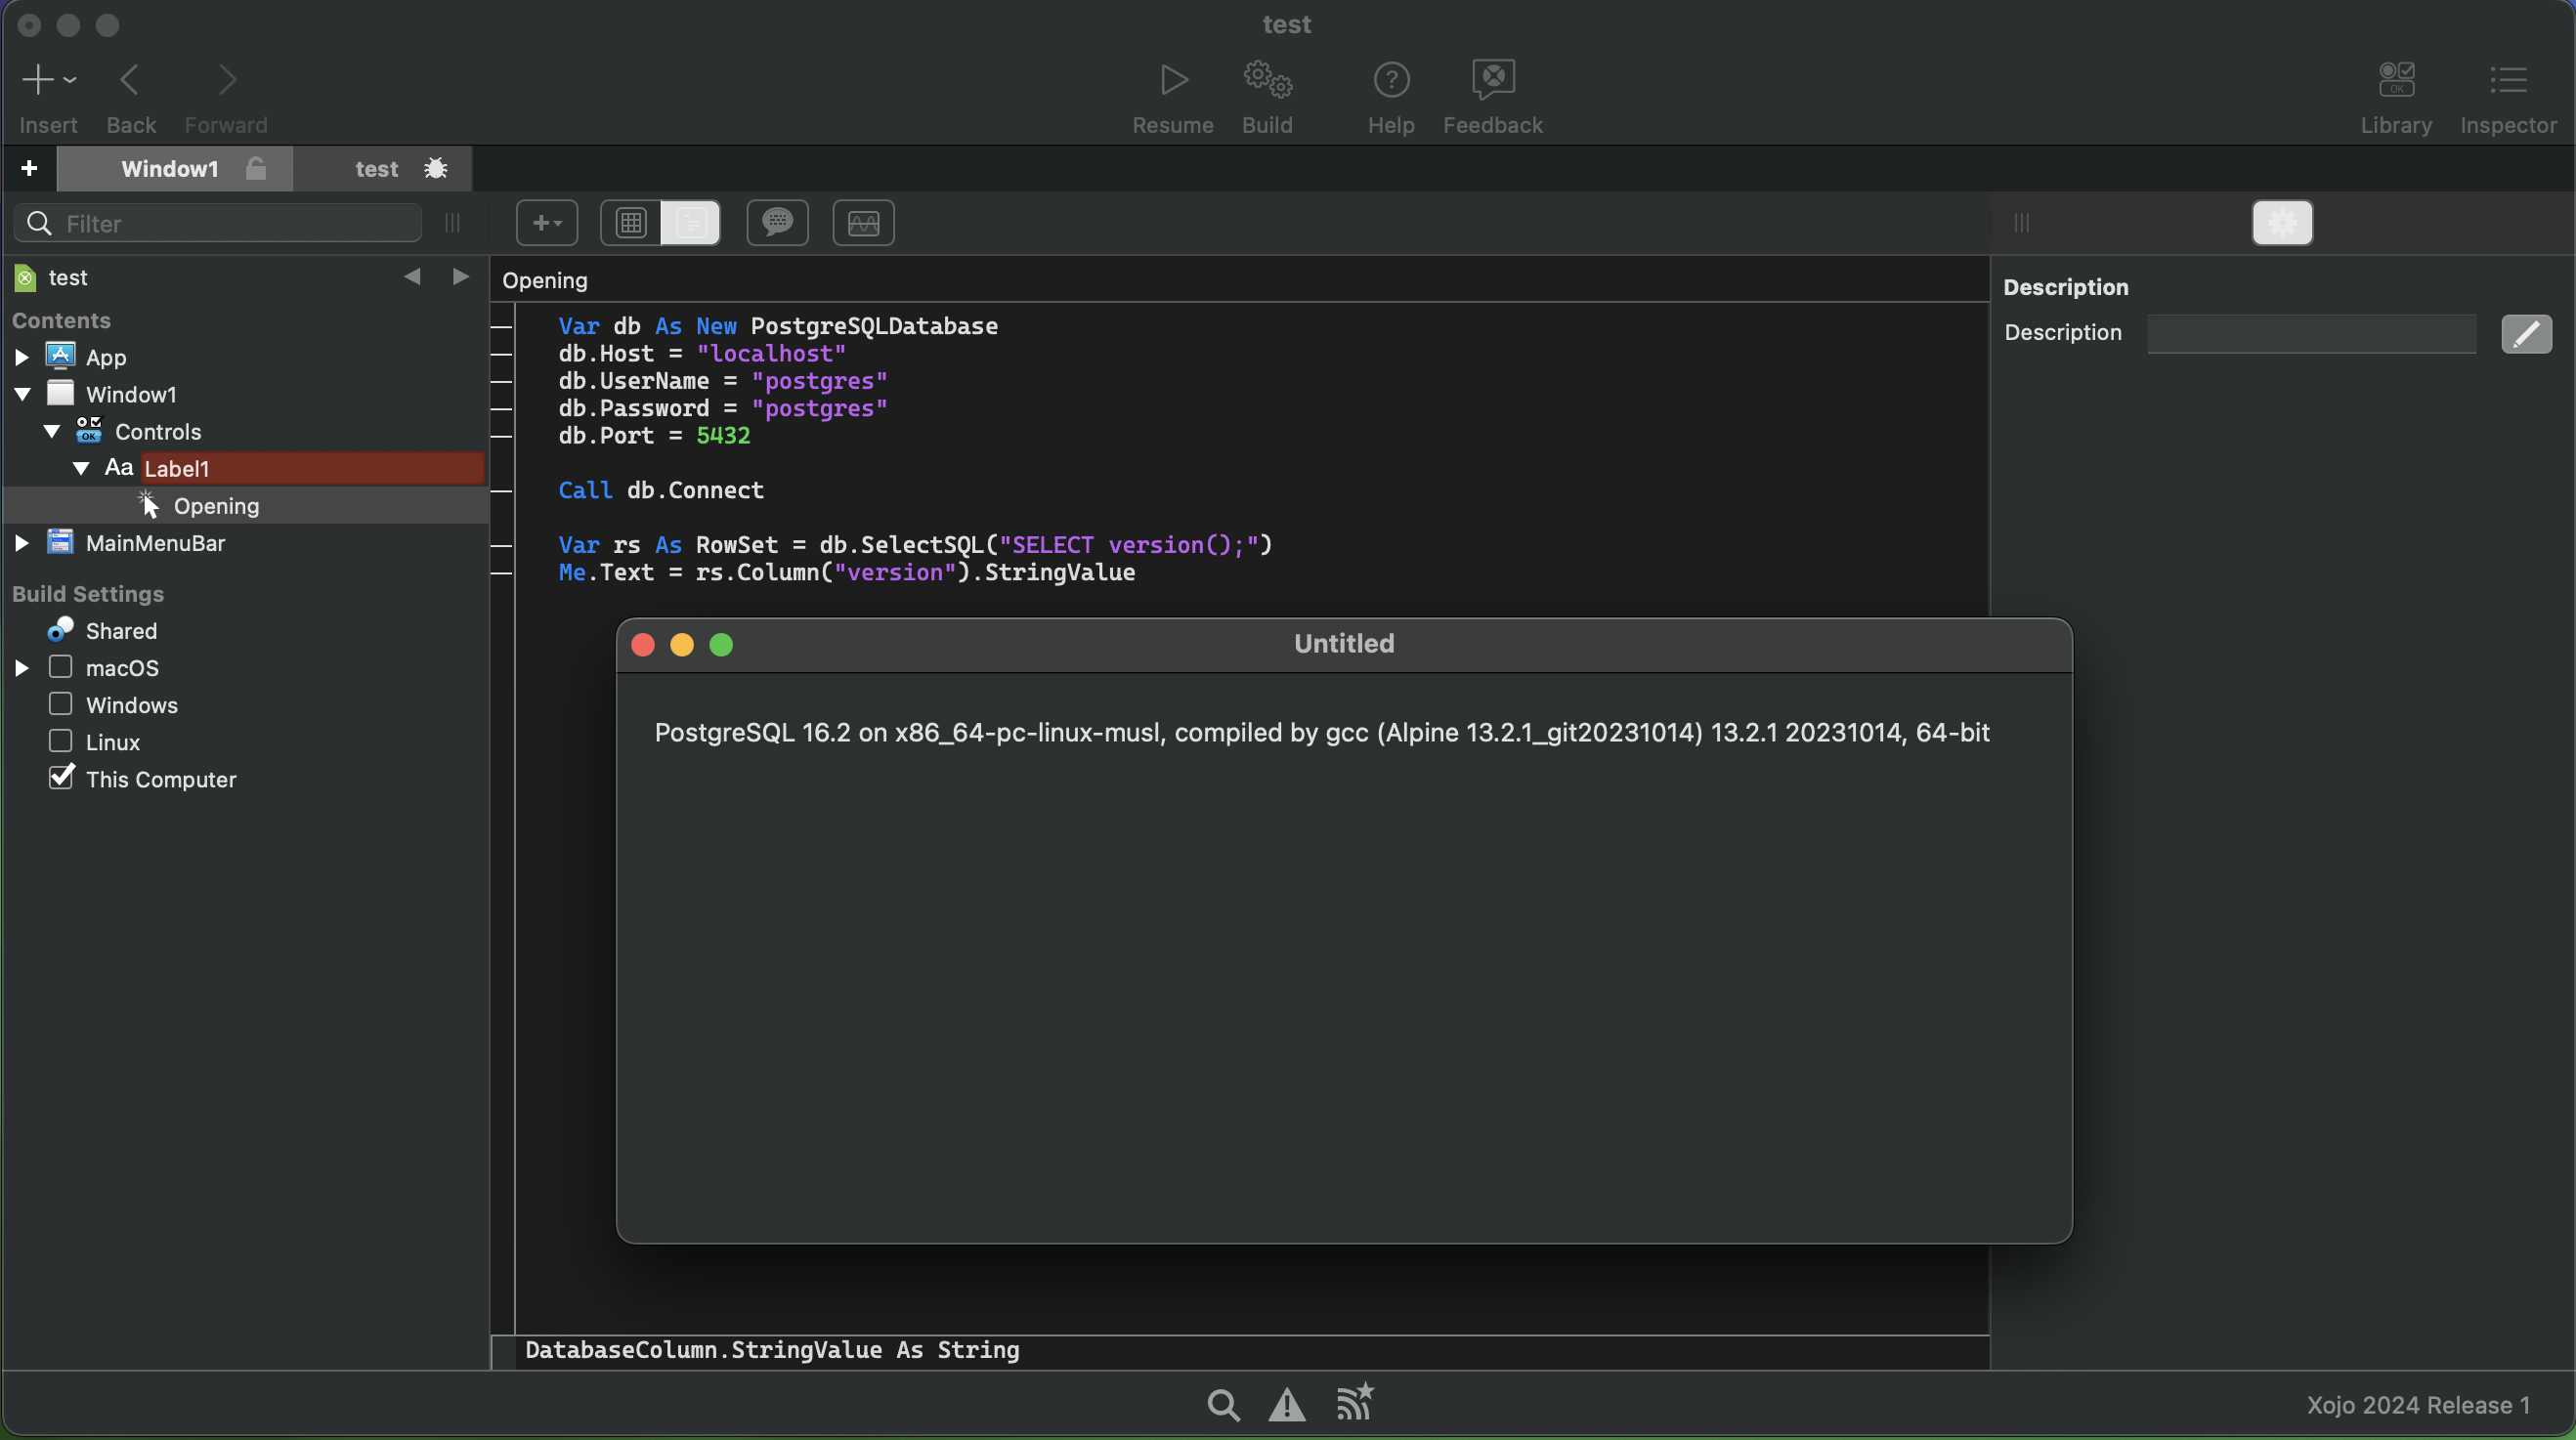 test
Insert
Back
Forward
Resume
Build
Help
Feedback
Library
OK
Inspector
Window1
test
Filter
test
Contents
App
Window1
Controls
OK
Aa Label1
Opening
MainMenuBar
Build Settings
Shared
macOS
Windows
Linux
This Computer
Opening
Var db As New PostgreSQLDatabase
db.Host = "localhost"
db.UserName = "postgres"
db.Password = "postgres"
db.Port = 5432
Call db.Connect
Var rs As RowSet = db.SelectSQL("SELECT version();")
Me.Text = rs.Column("version").StringValue
Description
Description
Untitled
PostgreSQL 16.2 on x86_64-pc-linux-musl, compiled by gcc (Alpine 13.2.1_git20231014) 13.2.1 20231014, 64-bit
DatabaseColumn.StringValue As String
Xojo 2024 Release 1